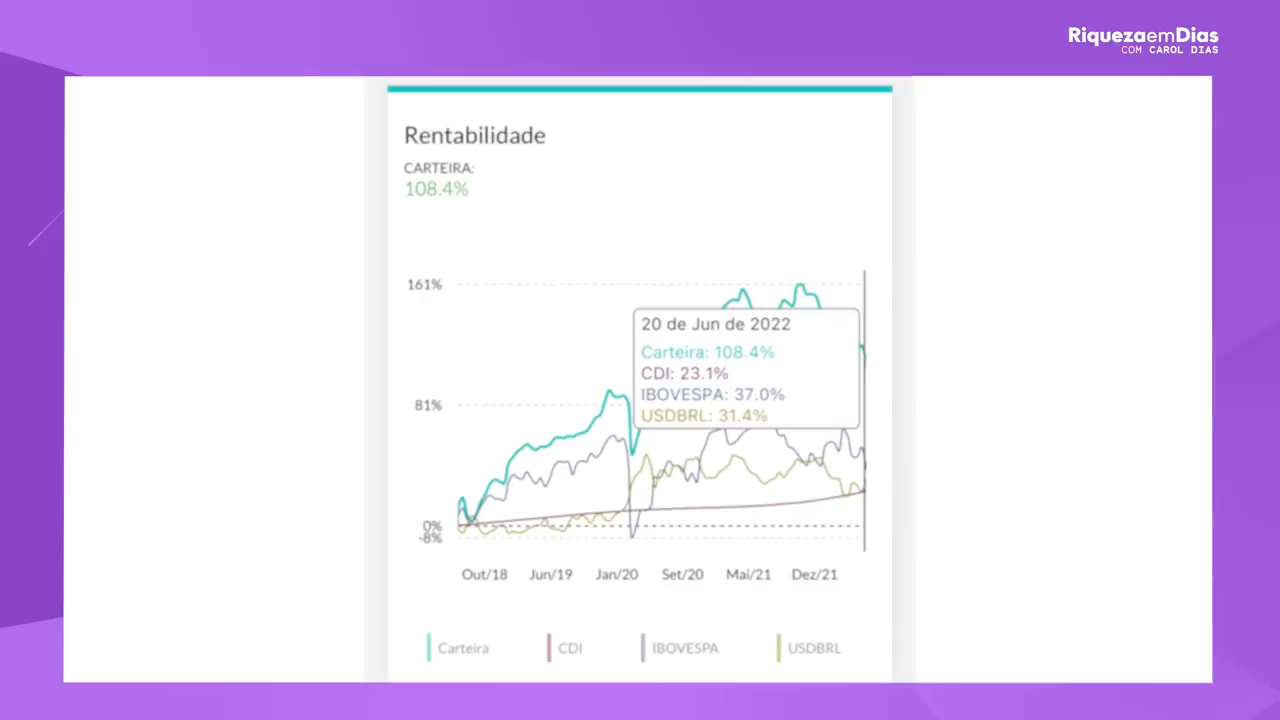 RiquezaemDias
COM CAROL DIAS
Rentabilidade
CARTEIRA:
108.4%
161%
20 de Jun de 2022
Carteira: 108.4%
CDI: 23.1%
IBOVESPA: 37.0%
USDBRL: 31.4%
81%
0%
-8%
Out/18 Jun/19 Jan/20 Set/20 Mai/21 Dez/21
Carteira CDI IBOVESPA USDBRL